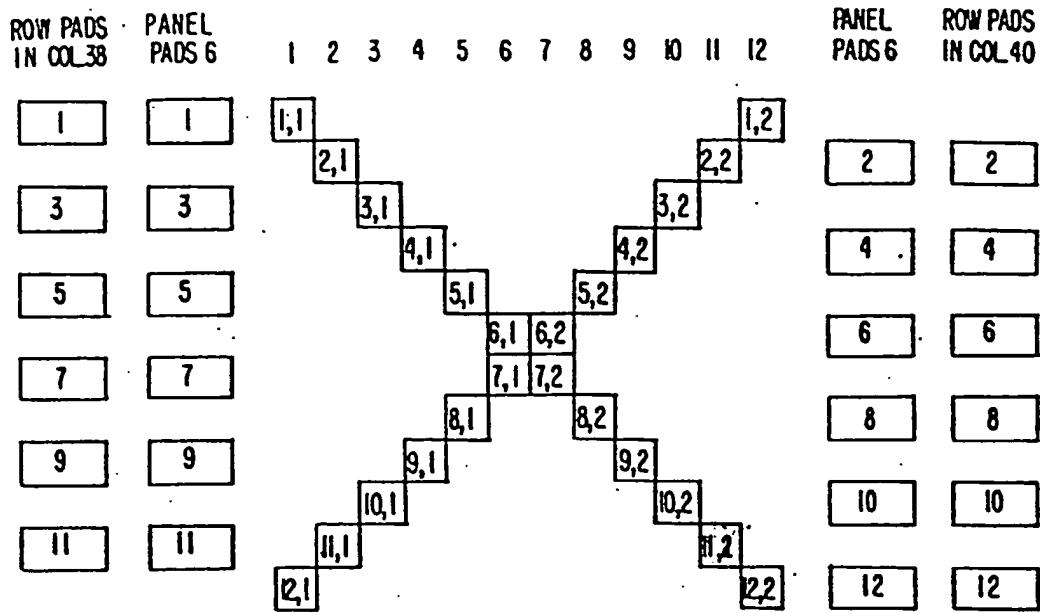 ROW PADS IN COL.38
PANEL PADS 6
1 2 3 4 5 6 7 8 9 10 11 12
PANEL PADS 6
ROW PADS IN COL.40
1 1 1,1 1,2
2,1 2,2 2 2
3 3 3,1 3,2
4,1 4,2 4 4
5 5 5,1 5,2
6,1 6,2 6 6
7 7 7,1 7,2
8,1 8,2 8 8
9 9 9,1 9,2
10,1 10,2 10 10
11 11 11,1 11,2
12,1 12,2 12 12